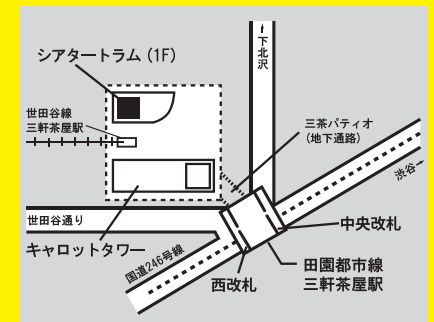 シアタートラム（1F）
↑下北沢
世田谷線
三軒茶屋駅
三茶パティオ
（地下通路）
渋谷→
世田谷通り
中央改札
キャロットタワー
国道246号線
西改札
田園都市線
三軒茶屋駅